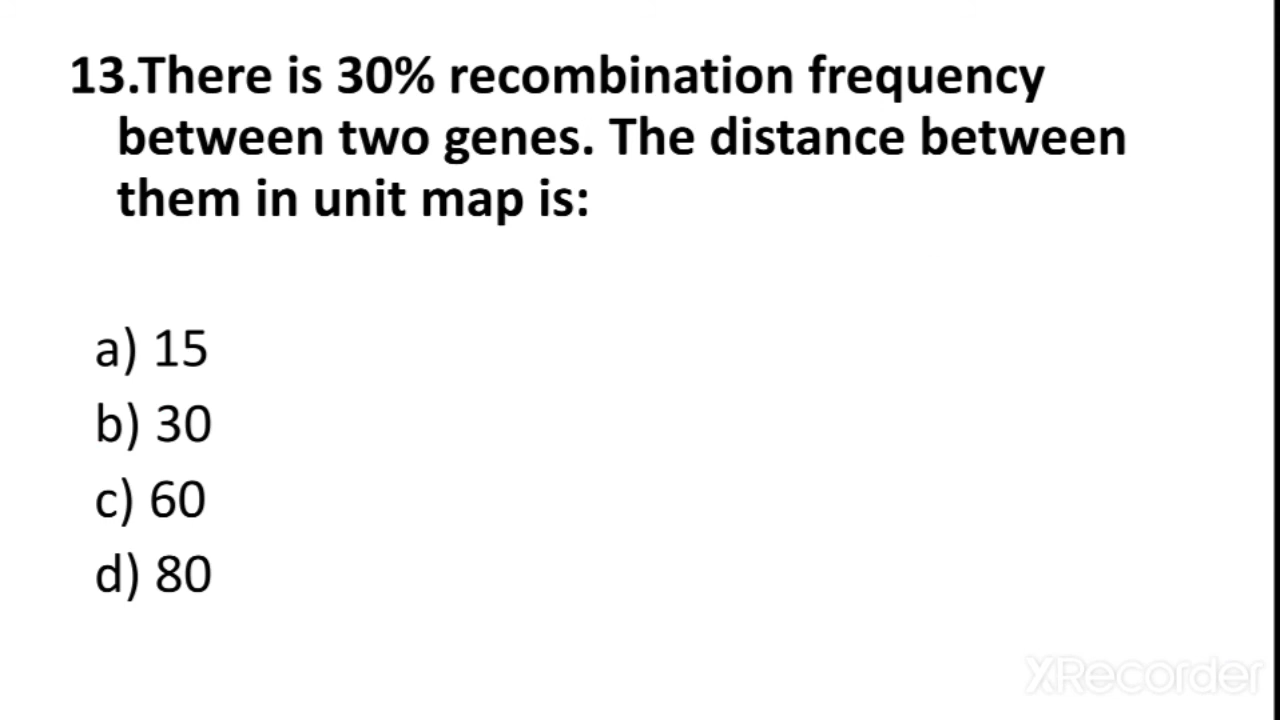 13.There is 30% recombination frequency
between two genes. The distance between
them in unit map is:
a) 15
b) 30
c) 60
d) 80
XRecorder